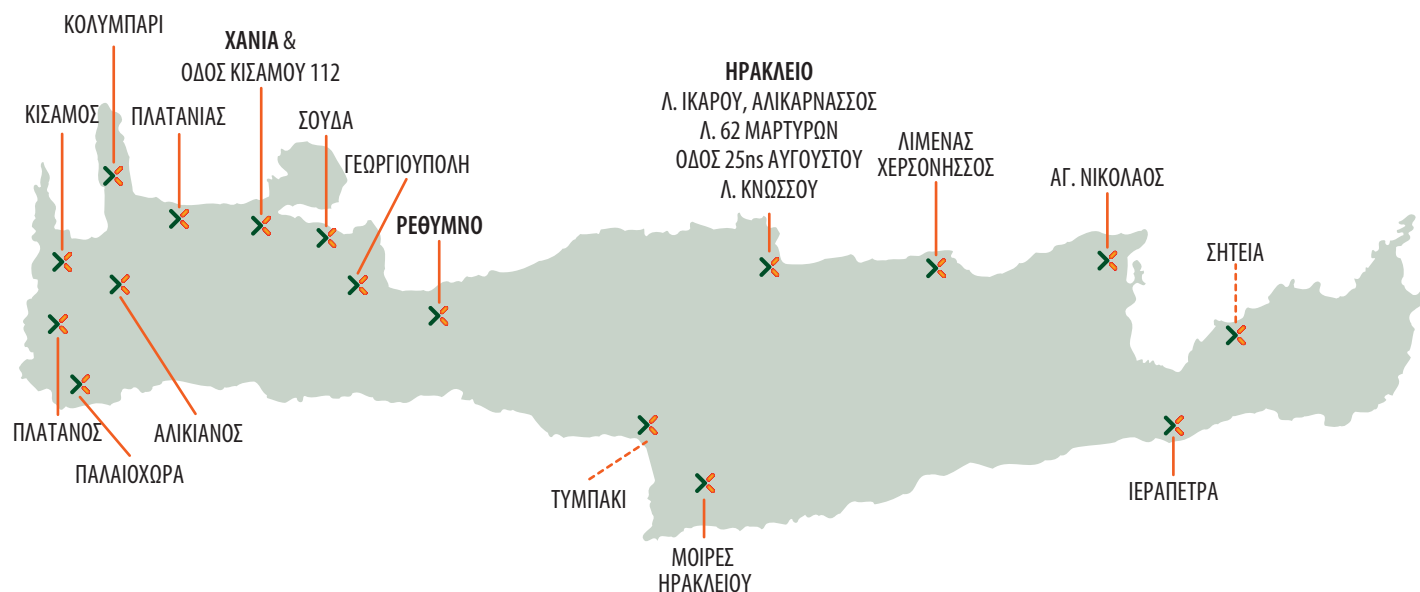 ΚΟΛΥΜΠΑΡΙ
ΧΑΝΙΑ &
ΟΔΟΣ ΚΙΣΑΜΟΥ 112
ΚΙΣΑΜΟΣ
ΠΛΑΤΑΝΙΑΣ
ΣΟΥΔΑ
ΓΕΩΡΓΙΟΥΠΟΛΗ
ΡΕΘΥΜΝΟ
ΗΡΑΚΛΕΙΟ
Λ. ΙΚΑΡΟΥ, ΑΛΙΚΑΡΝΑΣΣΟΣ
Λ. 62 ΜΑΡΤΥΡΩΝ
ΟΔΟΣ 25ης ΑΥΓΟΥΣΤΟΥ
Λ. ΚΝΩΣΣΟΥ
ΛΙΜΕΝΑΣ
ΧΕΡΣΟΝΗΣΣΟΣ
ΑΓ. ΝΙΚΟΛΑΟΣ
ΣΗΤΕΙΑ
ΠΛΑΤΑΝΟΣ
ΑΛΙΚΙΑΝΟΣ
ΠΑΛΑΙΟΧΩΡΑ
ΤΥΜΠΑΚΙ
ΜΟΙΡΕΣ
ΗΡΑΚΛΕΙΟΥ
ΙΕΡΑΠΕΤΡΑ